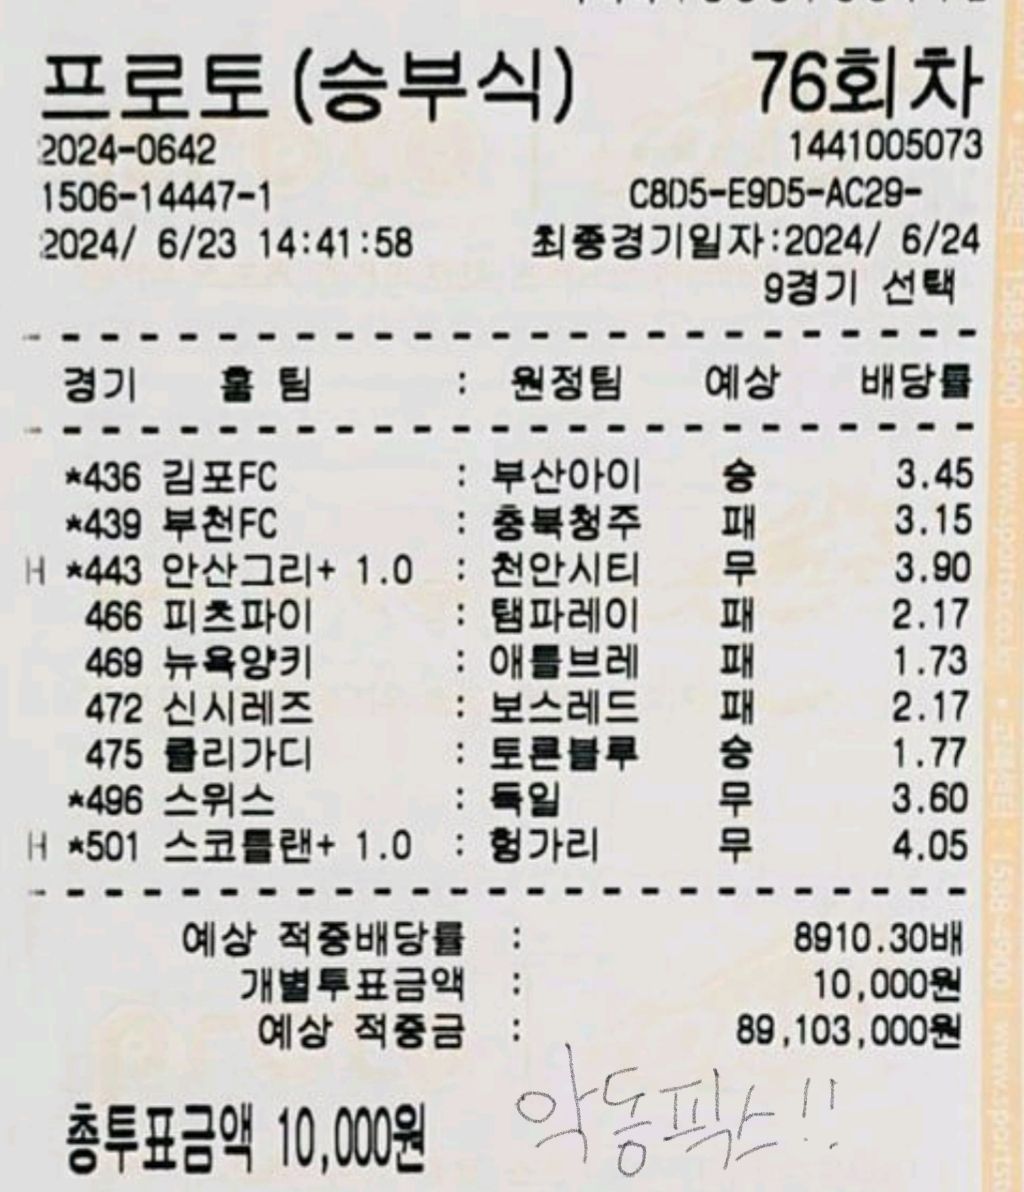 프로토(승부식) 76회차
2024-0642 1441005073
1506-14447-1 C8D5-E9D5-AC29-
2024/ 6/23 14:41:58 최종경기일자:2024/ 6/24
9경기 선택
경기 홈 팀 : 원정팀 예상 배당률
*436 김포FC : 부산아이 승 3.45
*439 부천FC : 충북청주 패 3.15
H *443 안산그리+ 1.0 : 천안시티 무 3.90
466 피츠파이 : 탬파레이 패 2.17
469 뉴욕양키 : 애틀브레 패 1.73
472 신시레즈 : 보스레드 패 2.17
475 클리가디 : 토론블루 승 1.77
*496 스위스 : 독일 무 3.60
H *501 스코틀랜+ 1.0 : 헝가리 무 4.05
예상 적중배당률 : 8910.30배
개별투표금액 : 10,000원
예상 적중금 : 89,103,000원
총투표금액 10,000원
악동픽스!!
1588-4900 www.sportstoto.co.kr